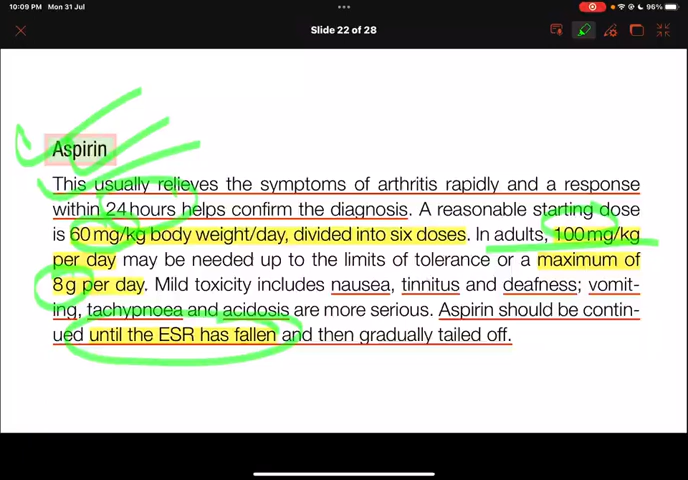 10:09 PM Mon 31 Jul
96%
Slide 22 of 28
Aspirin
This usually relieves the symptoms of arthritis rapidly and a response
within 24 hours helps confirm the diagnosis. A reasonable starting dose
is 60 mg/kg body weight/day, divided into six doses. In adults, 100 mg/kg
per day may be needed up to the limits of tolerance or a maximum of
8 g per day. Mild toxicity includes nausea, tinnitus and deafness; vomit-
ing, tachypnoea and acidosis are more serious. Aspirin should be contin-
ued until the ESR has fallen and then gradually tailed off.